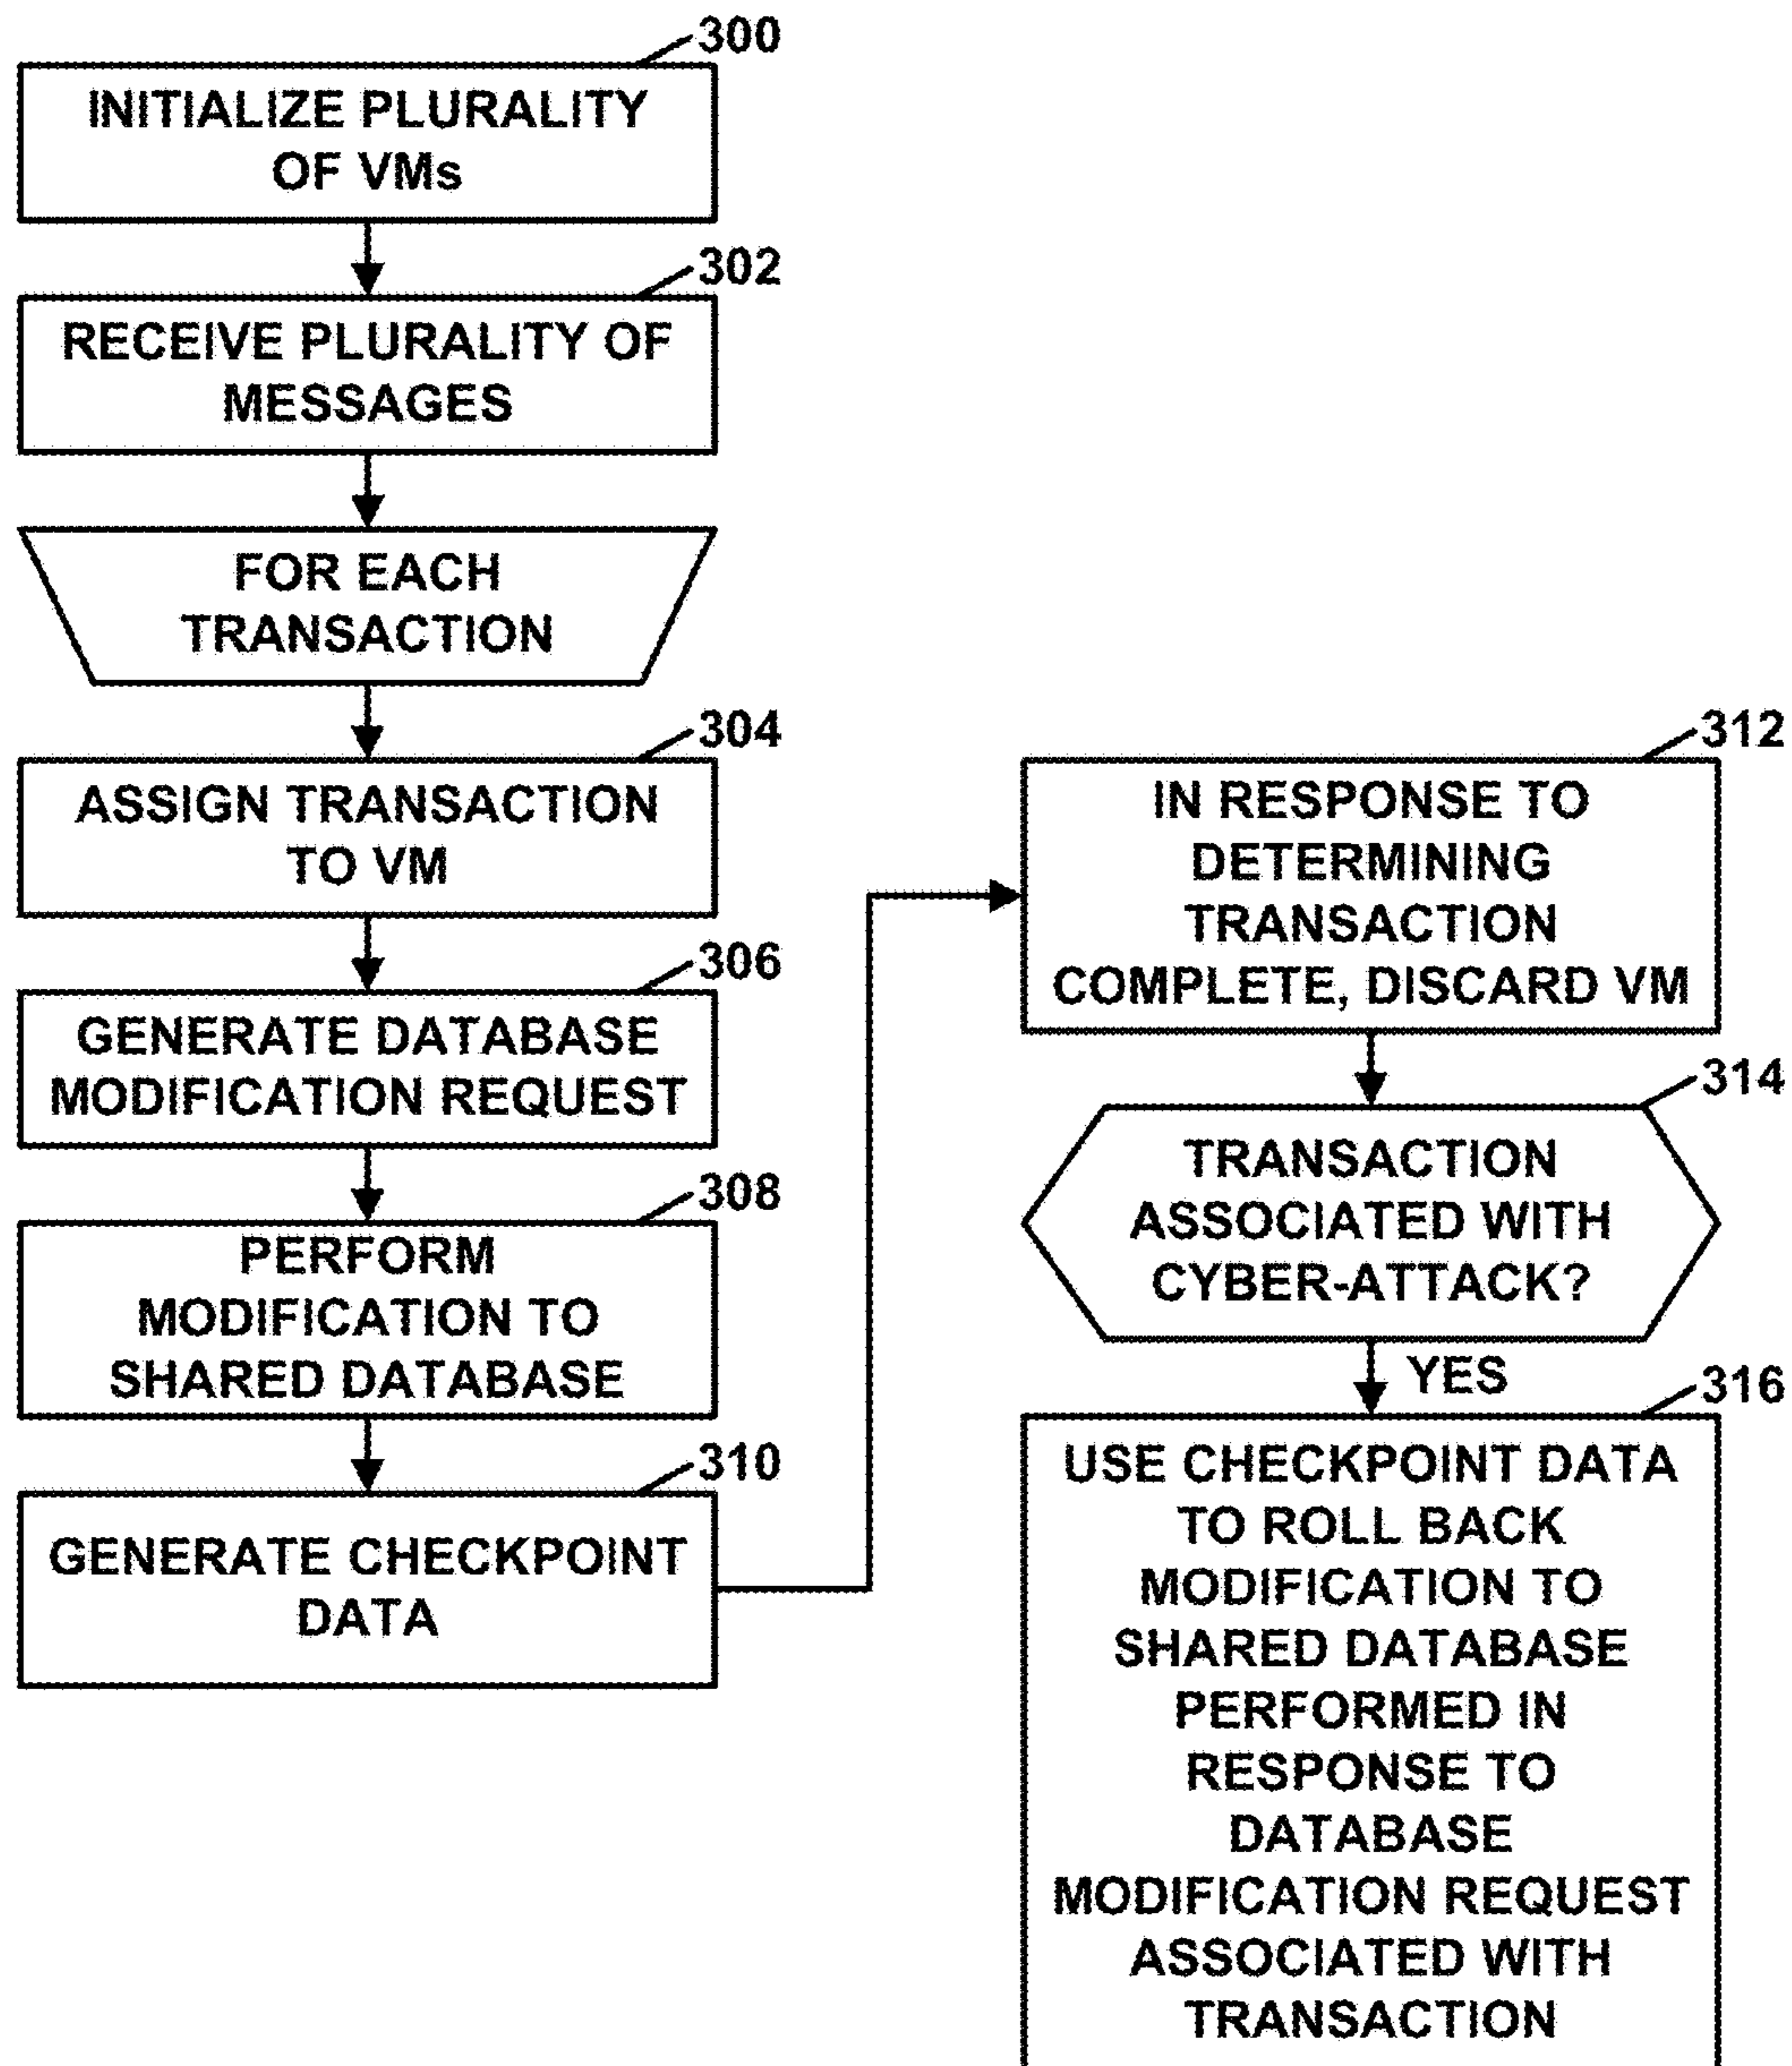 300
INITIALIZE PLURALITY
OF VMs
302
RECEIVE PLURALITY OF
MESSAGES
FOR EACH
TRANSACTION
304
ASSIGN TRANSACTION
TO VM
306
GENERATE DATABASE
MODIFICATION REQUEST
308
PERFORM
MODIFICATION TO
SHARED DATABASE
310
GENERATE CHECKPOINT
DATA
312
IN RESPONSE TO
DETERMINING
TRANSACTION
COMPLETE, DISCARD VM
314
TRANSACTION
ASSOCIATED WITH
CYBER-ATTACK?
YES
316
USE CHECKPOINT DATA
TO ROLL BACK
MODIFICATION TO
SHARED DATABASE
PERFORMED IN
RESPONSE TO
DATABASE
MODIFICATION REQUEST
ASSOCIATED WITH
TRANSACTION